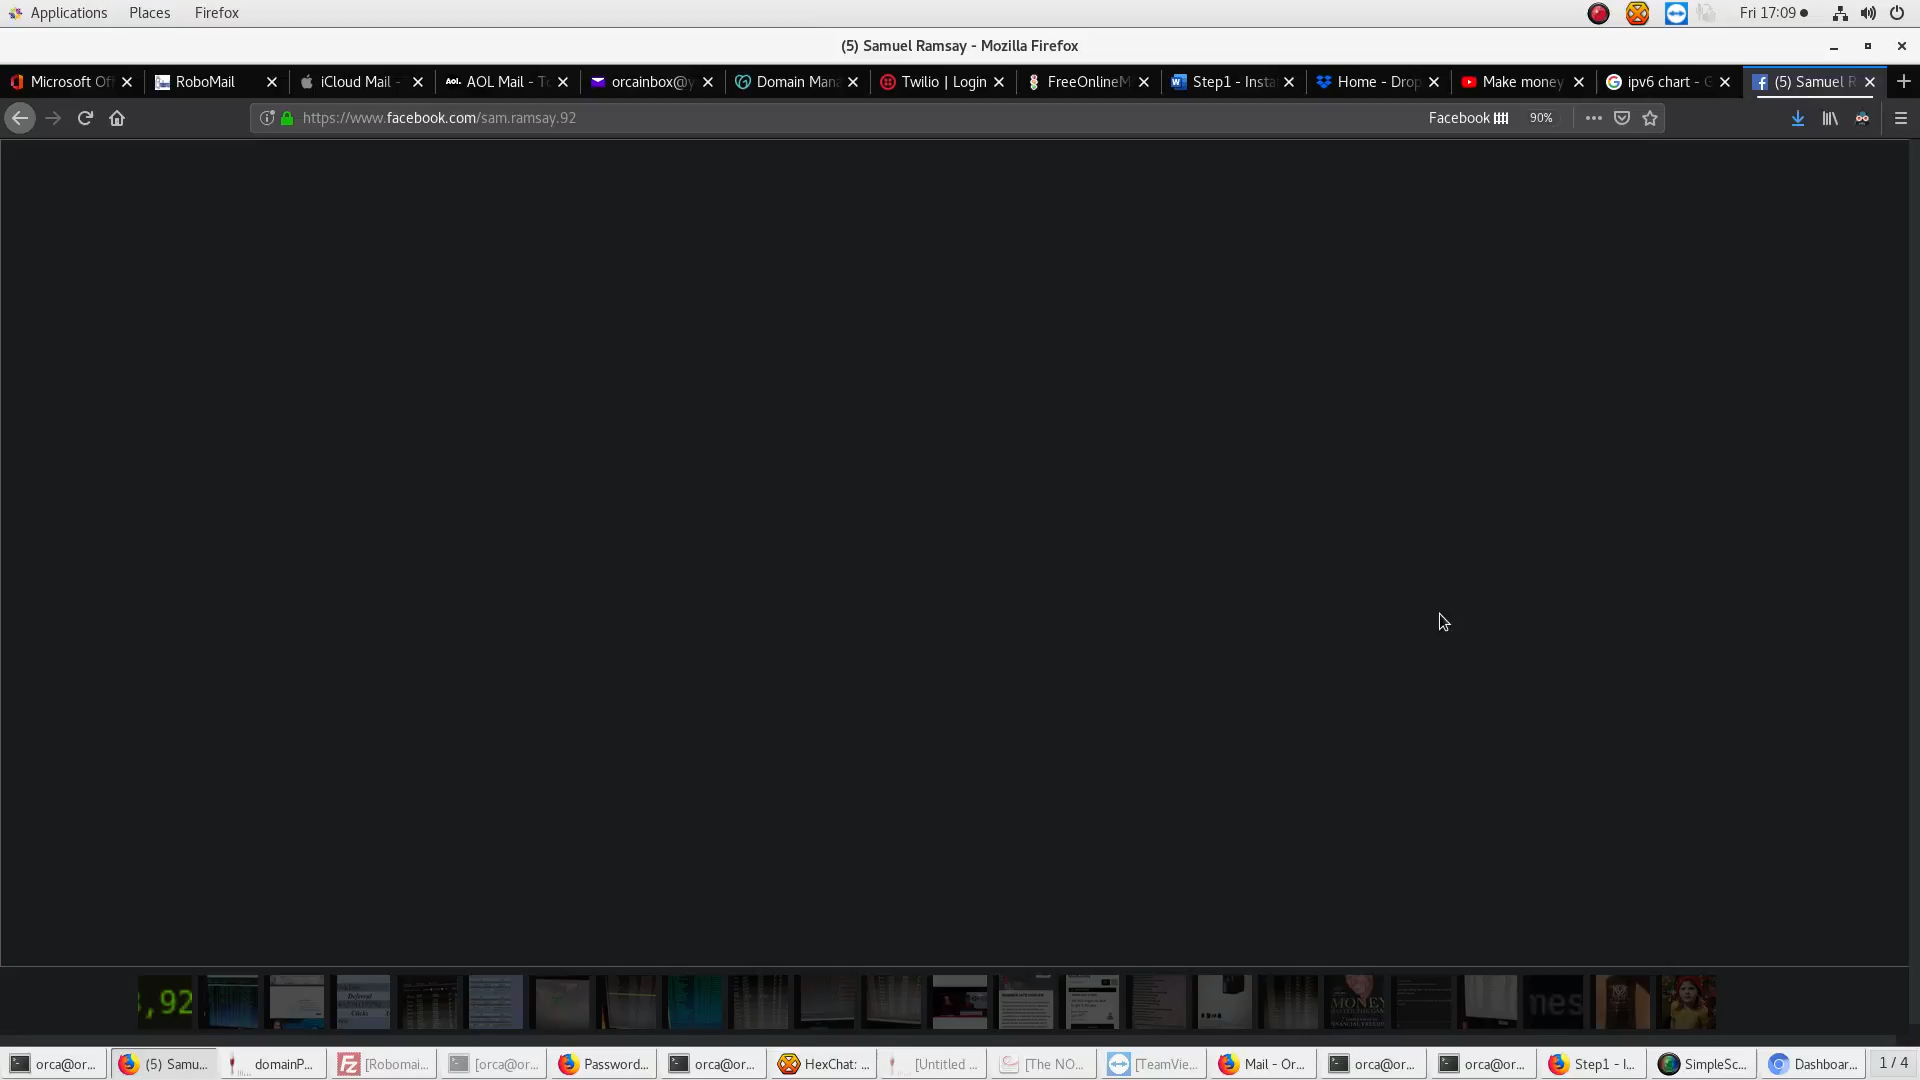 Applications Places Firefox Fri 17:09
(5) Samuel Ramsay - Mozilla Firefox
Microsoft Of RoboMail iCloud Mail - AOL Mail - orcainbox@y Domain Man Twilio | Login FreeOnlineM Step1 - Insta Home - Drop Make money ipv6 chart - G (5) Samuel R
https://www.facebook.com/sam.ramsay.92 Facebook 90%
,92 Deferred Clicks MONEY nes
orca@or... (5) Samu... domainP... [Robomai... [orca@or... Password... orca@or... HexChat: ... [Untitled ... [The NO... [TeamVie... Mail - Or... orca@or... orca@or... Step1 - I... SimpleSc... Dashboar... 1 / 4